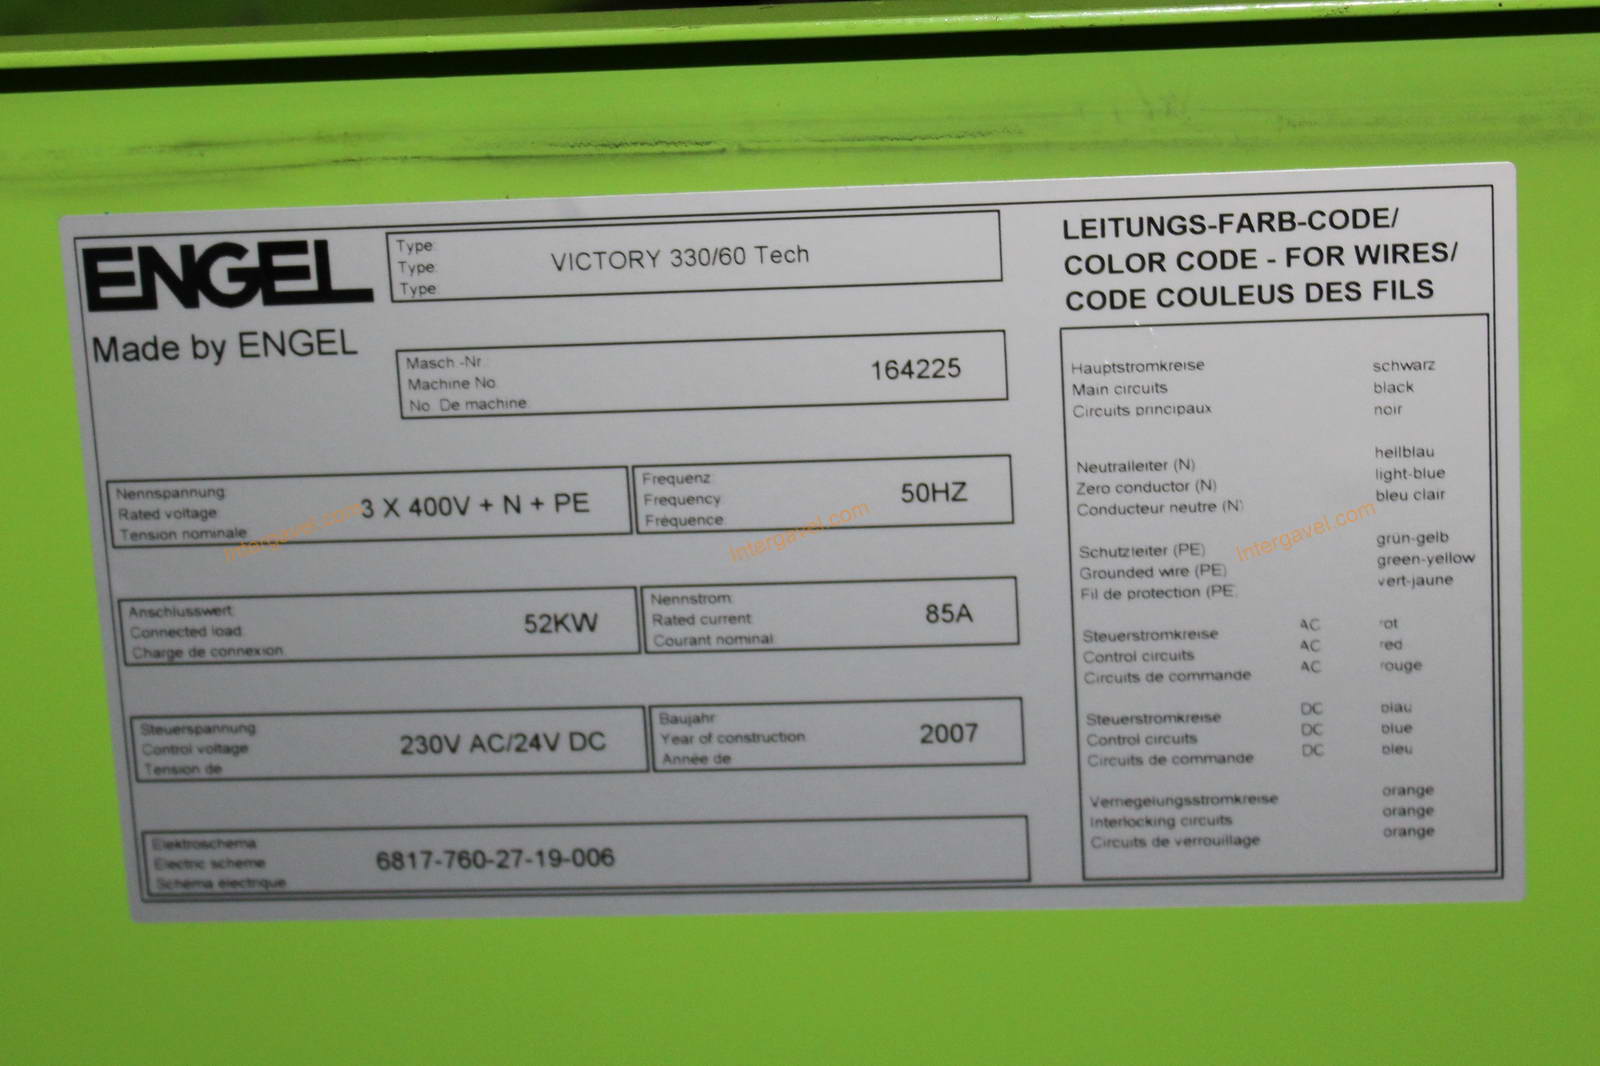 ENGEL
Made by ENGEL
Type:
Type:
Type:
VICTORY 330/60 Tech
Masch.-Nr.
Machine No.
No. De machine
164225
Nennspannung
Rated voltage
Tension nominale
3 X 400V + N + PE
Frequenz
Frequency
Fréquence
50HZ
Anschlusswert
Connected load
Charge de connexion
52KW
Nennstrom
Rated current
Courant nominal
85A
Steuerspannung
Control voltage
Tension de
230V AC/24V DC
Baujahr
Year of construction
Année de
2007
Elektroschema
Electric scheme
Schéma électrique
6817-760-27-19-006
LEITUNGS-FARB-CODE/
COLOR CODE - FOR WIRES/
CODE COULEUS DES FILS
Hauptstromkreise schwarz
Main circuits black
Circuits principaux noir
Neutralleiter (N) hellblau
Zero conductor (N) light-blue
Conducteur neutre (N) bleu clair
Schutzleiter (PE) grün-gelb
Grounded wire (PE) green-yellow
Fil de protection (PE. vert-jaune
Steuerstromkreise AC rot
Control circuits AC red
Circuits de commande AC rouge
Steuerstromkreise DC blau
Control circuits DC blue
Circuits de commande DC bleu
Verriegelungsstromkreise orange
Interlocking circuits orange
Circuits de verrouillage orange
Intergavel.com
Intergavel.com
Intergavel.com